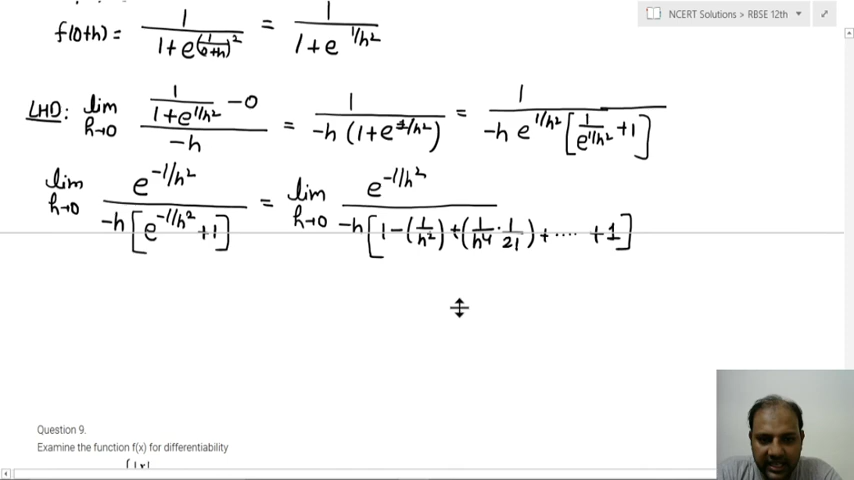 NCERT Solutions > RBSE 12th
f(0+h) = 1/(1+e^(1/(0+h))^2) = 1/(1+e^(1/h²))
LHD: lim h→0 (1/(1+e^(1/h²)) - 0)/(-h) = 1/(-h(1+e^(1/h²))) = 1/(-h e^(1/h²)[1/e^(1/h²) + 1])
lim h→0 e^(-1/h²)/(-h[e^(-1/h²) + 1]) = lim h→0 e^(-1/h²)/(-h[1-(1/h²)+(1/h⁴·1/2!)+ ···· +1])
Question 9.
Examine the function f(x) for differentiability